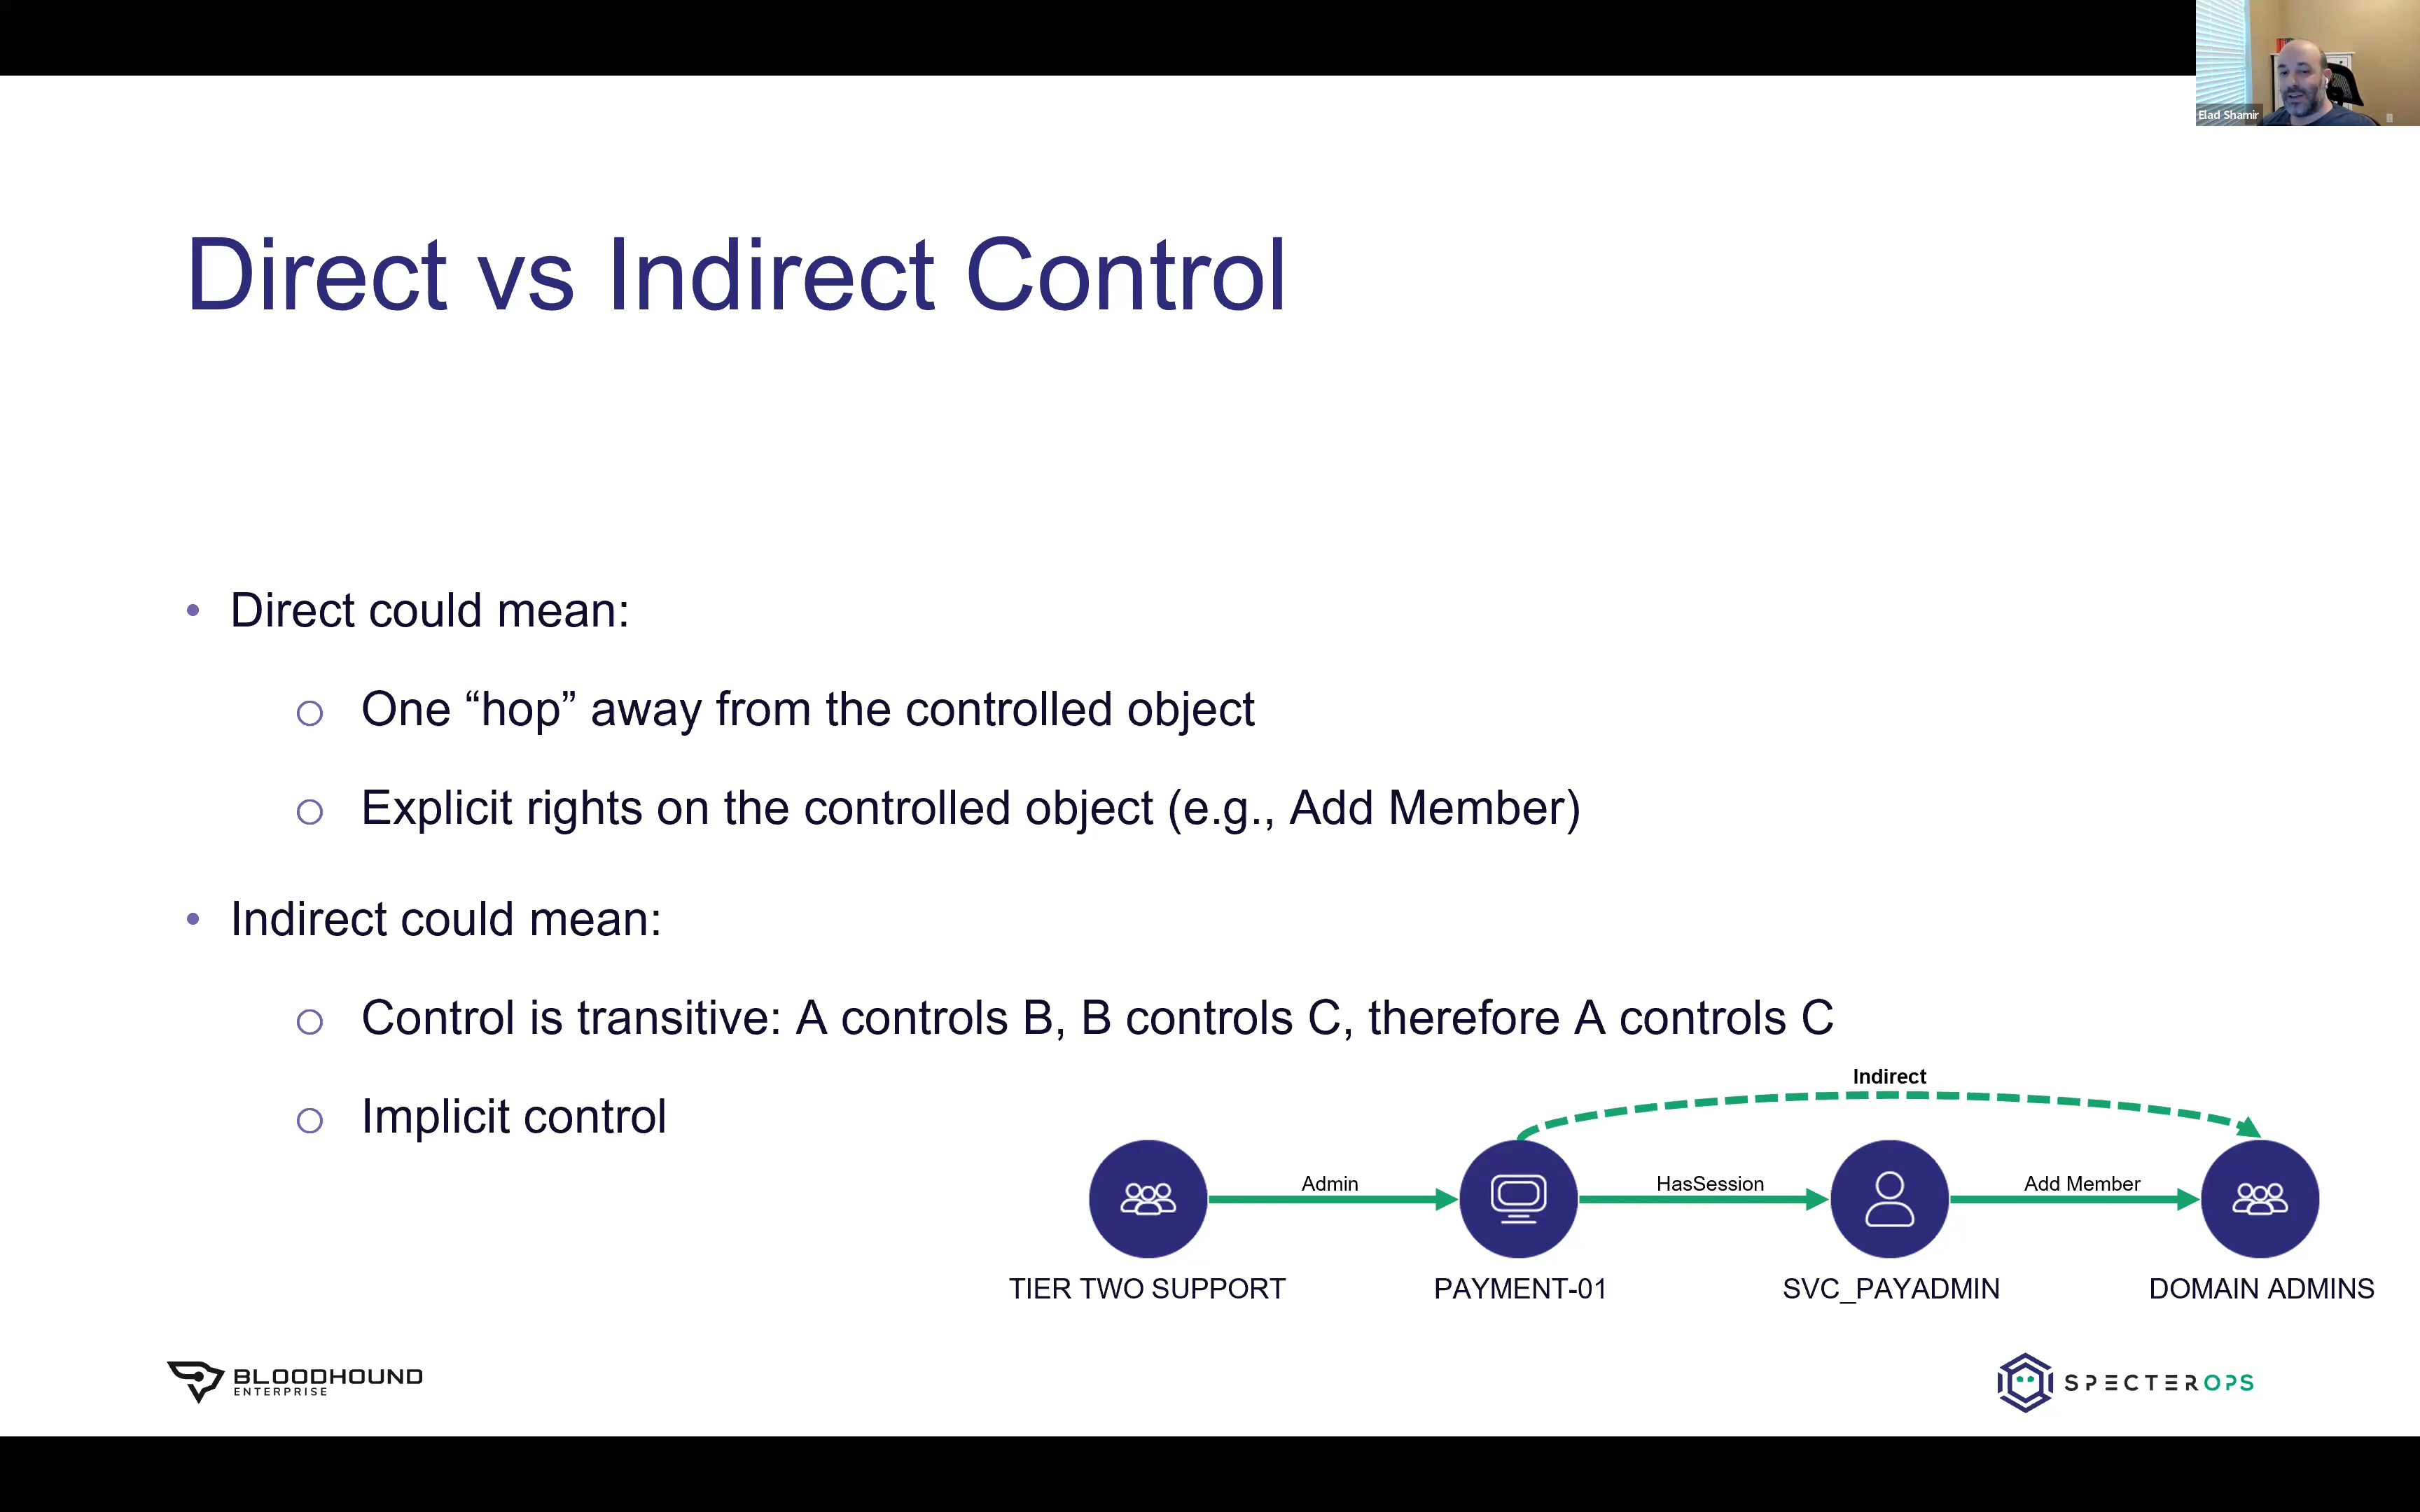 Elad Shamir
Direct vs Indirect Control
• Direct could mean:
○ One “hop” away from the controlled object
○ Explicit rights on the controlled object (e.g., Add Member)
• Indirect could mean:
○ Control is transitive: A controls B, B controls C, therefore A controls C
○ Implicit control
Indirect
Admin
HasSession
Add Member
TIER TWO SUPPORT
PAYMENT-01
SVC_PAYADMIN
DOMAIN ADMINS
BLOODHOUND
ENTERPRISE
SPECTEROPS